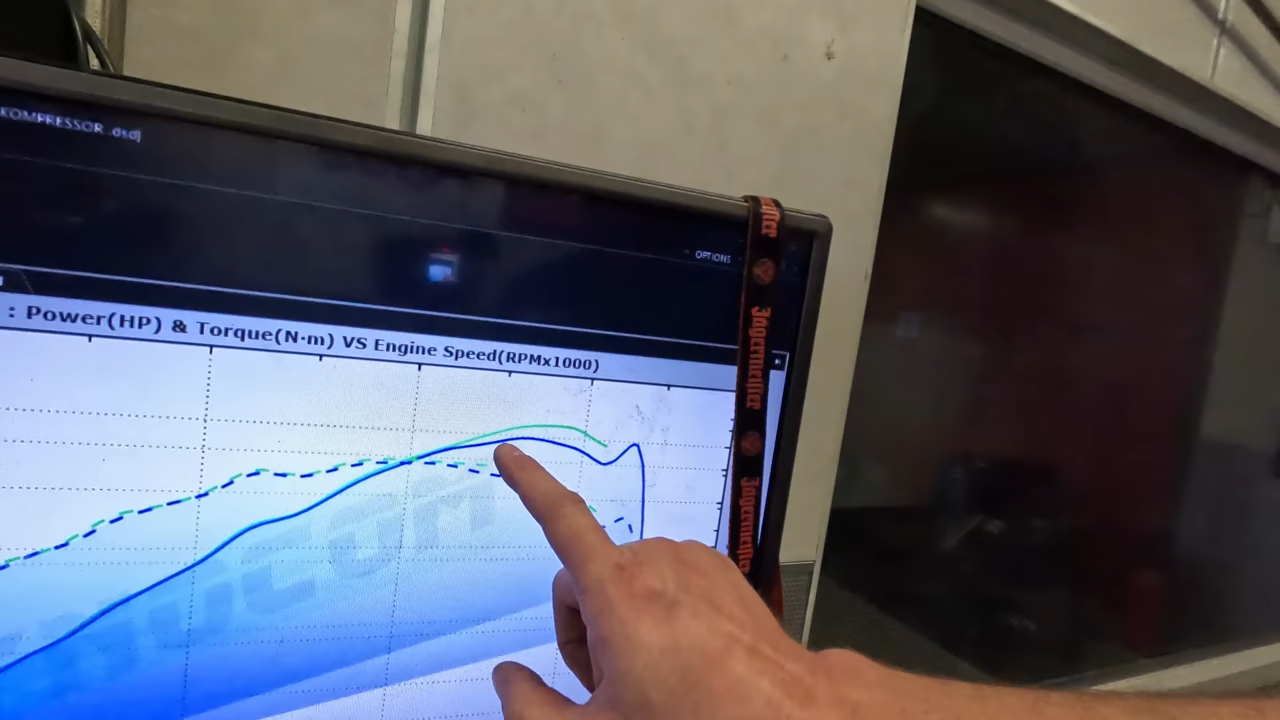 KOMPRESSOR .dsd]
OPTIONS
: Power(HP) & Torque(N·m) VS Engine Speed(RPMx1000)
Jägermeister
Jägermeister